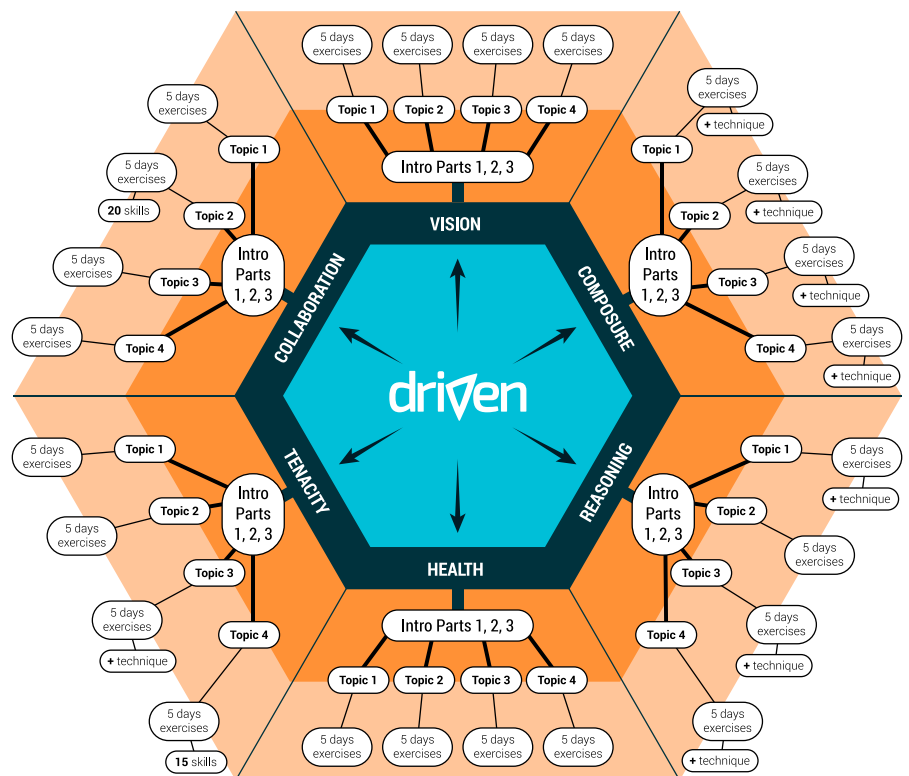 driven
VISION
Intro Parts 1, 2, 3
Topic 1
5 days
exercises
Topic 2
5 days
exercises
Topic 3
5 days
exercises
Topic 4
5 days
exercises
COMPOSURE
Intro
Parts
1, 2, 3
Topic 1
5 days
exercises
+ technique
Topic 2
5 days
exercises
+ technique
Topic 3
5 days
exercises
+ technique
Topic 4
5 days
exercises
+ technique
REASONING
Intro
Parts
1, 2, 3
Topic 1
5 days
exercises
+ technique
Topic 2
5 days
exercises
Topic 3
5 days
exercises
+ technique
Topic 4
5 days
exercises
+ technique
HEALTH
Intro Parts 1, 2, 3
Topic 1
5 days
exercises
Topic 2
5 days
exercises
Topic 3
5 days
exercises
Topic 4
5 days
exercises
TENACITY
Intro
Parts
1, 2, 3
Topic 1
5 days
exercises
Topic 2
5 days
exercises
Topic 3
5 days
exercises
+ technique
Topic 4
5 days
exercises
15 skills
COLLABORATION
Intro
Parts
1, 2, 3
Topic 1
5 days
exercises
Topic 2
5 days
exercises
20 skills
Topic 3
5 days
exercises
Topic 4
5 days
exercises